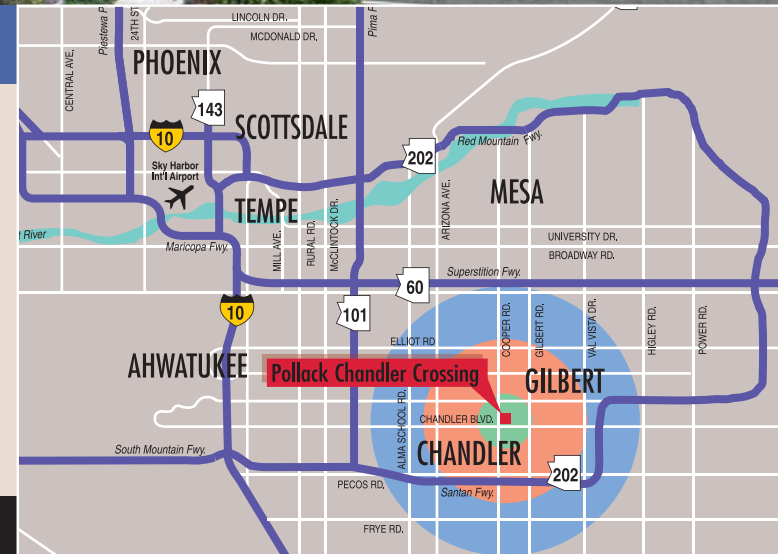 LINCOLN DR.
McDONALD DR.
CENTRAL AVE.
Piestewa P
24TH ST
Pima F
PHOENIX
143
SCOTTSDALE
10
Sky Harbor
Int'l Airport
202
Red Mountain Fwy.
ARIZONA AVE.
MESA
TEMPE
t River
Maricopa Fwy.
MILL AVE.
RURAL RD.
McCLINTOCK DR.
UNIVERSITY DR.
BROADWAY RD.
Superstition Fwy.
60
10
101
ELLIOT RD
COOPER RD.
GILBERT RD.
VAL VISTA DR.
HIGLEY RD.
POWER RD.
AHWATUKEE
Pollack Chandler Crossing
GILBERT
ALMA SCHOOL RD.
CHANDLER BLVD.
CHANDLER
South Mountain Fwy.
202
PECOS RD.
Santan Fwy.
FRYE RD.